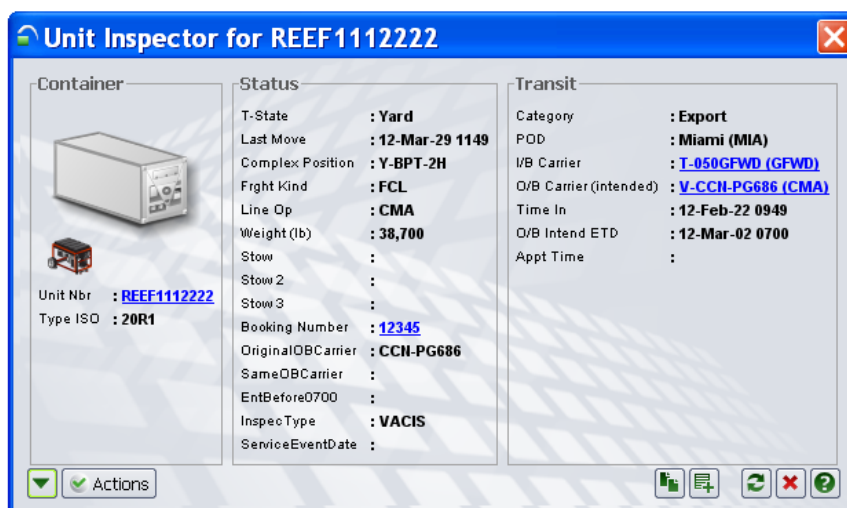 Unit Inspector for REEF1112222
Container
Unit Nbr : REEF1112222
Type ISO : 20R1
Status
T-State : Yard
Last Move : 12-Mar-29 1149
Complex Position : Y-BPT-2H
Frght Kind : FCL
Line Op : CMA
Weight (lb) : 38,700
Stow :
Stow 2 :
Stow 3 :
Booking Number : 12345
OriginalOBCarrier : CCN-PG686
SameOBCarrier :
EntBefore0700 :
InspecType : VACIS
ServiceEventDate :
Transit
Category : Export
POD : Miami (MIA)
I/B Carrier : T-050GFWD (GFWD)
O/B Carrier (intended) : V-CCN-PG686 (CMA)
Time In : 12-Feb-22 0949
O/B Intend ETD : 12-Mar-02 0700
Appt Time :
Actions